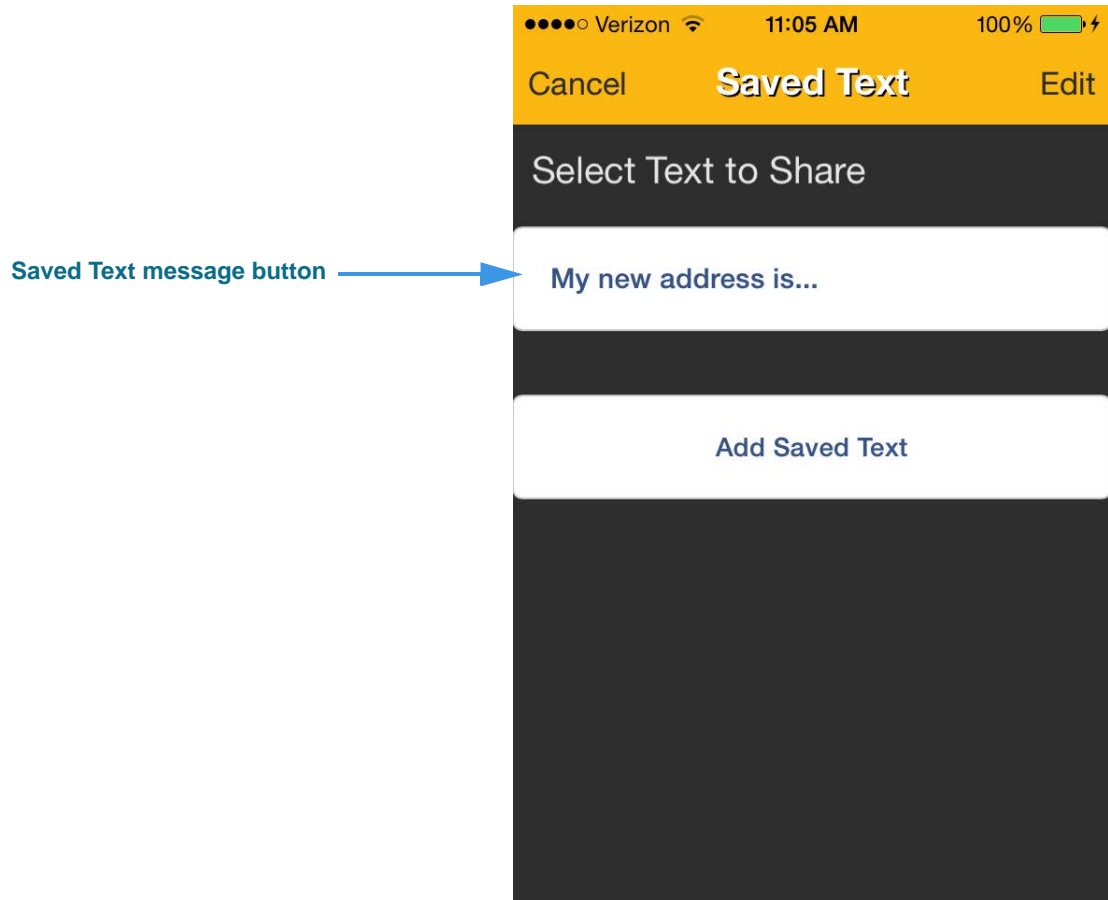 Verizon 11:05 AM 100%
Cancel Saved Text Edit
Select Text to Share
Saved Text message button
My new address is...
Add Saved Text